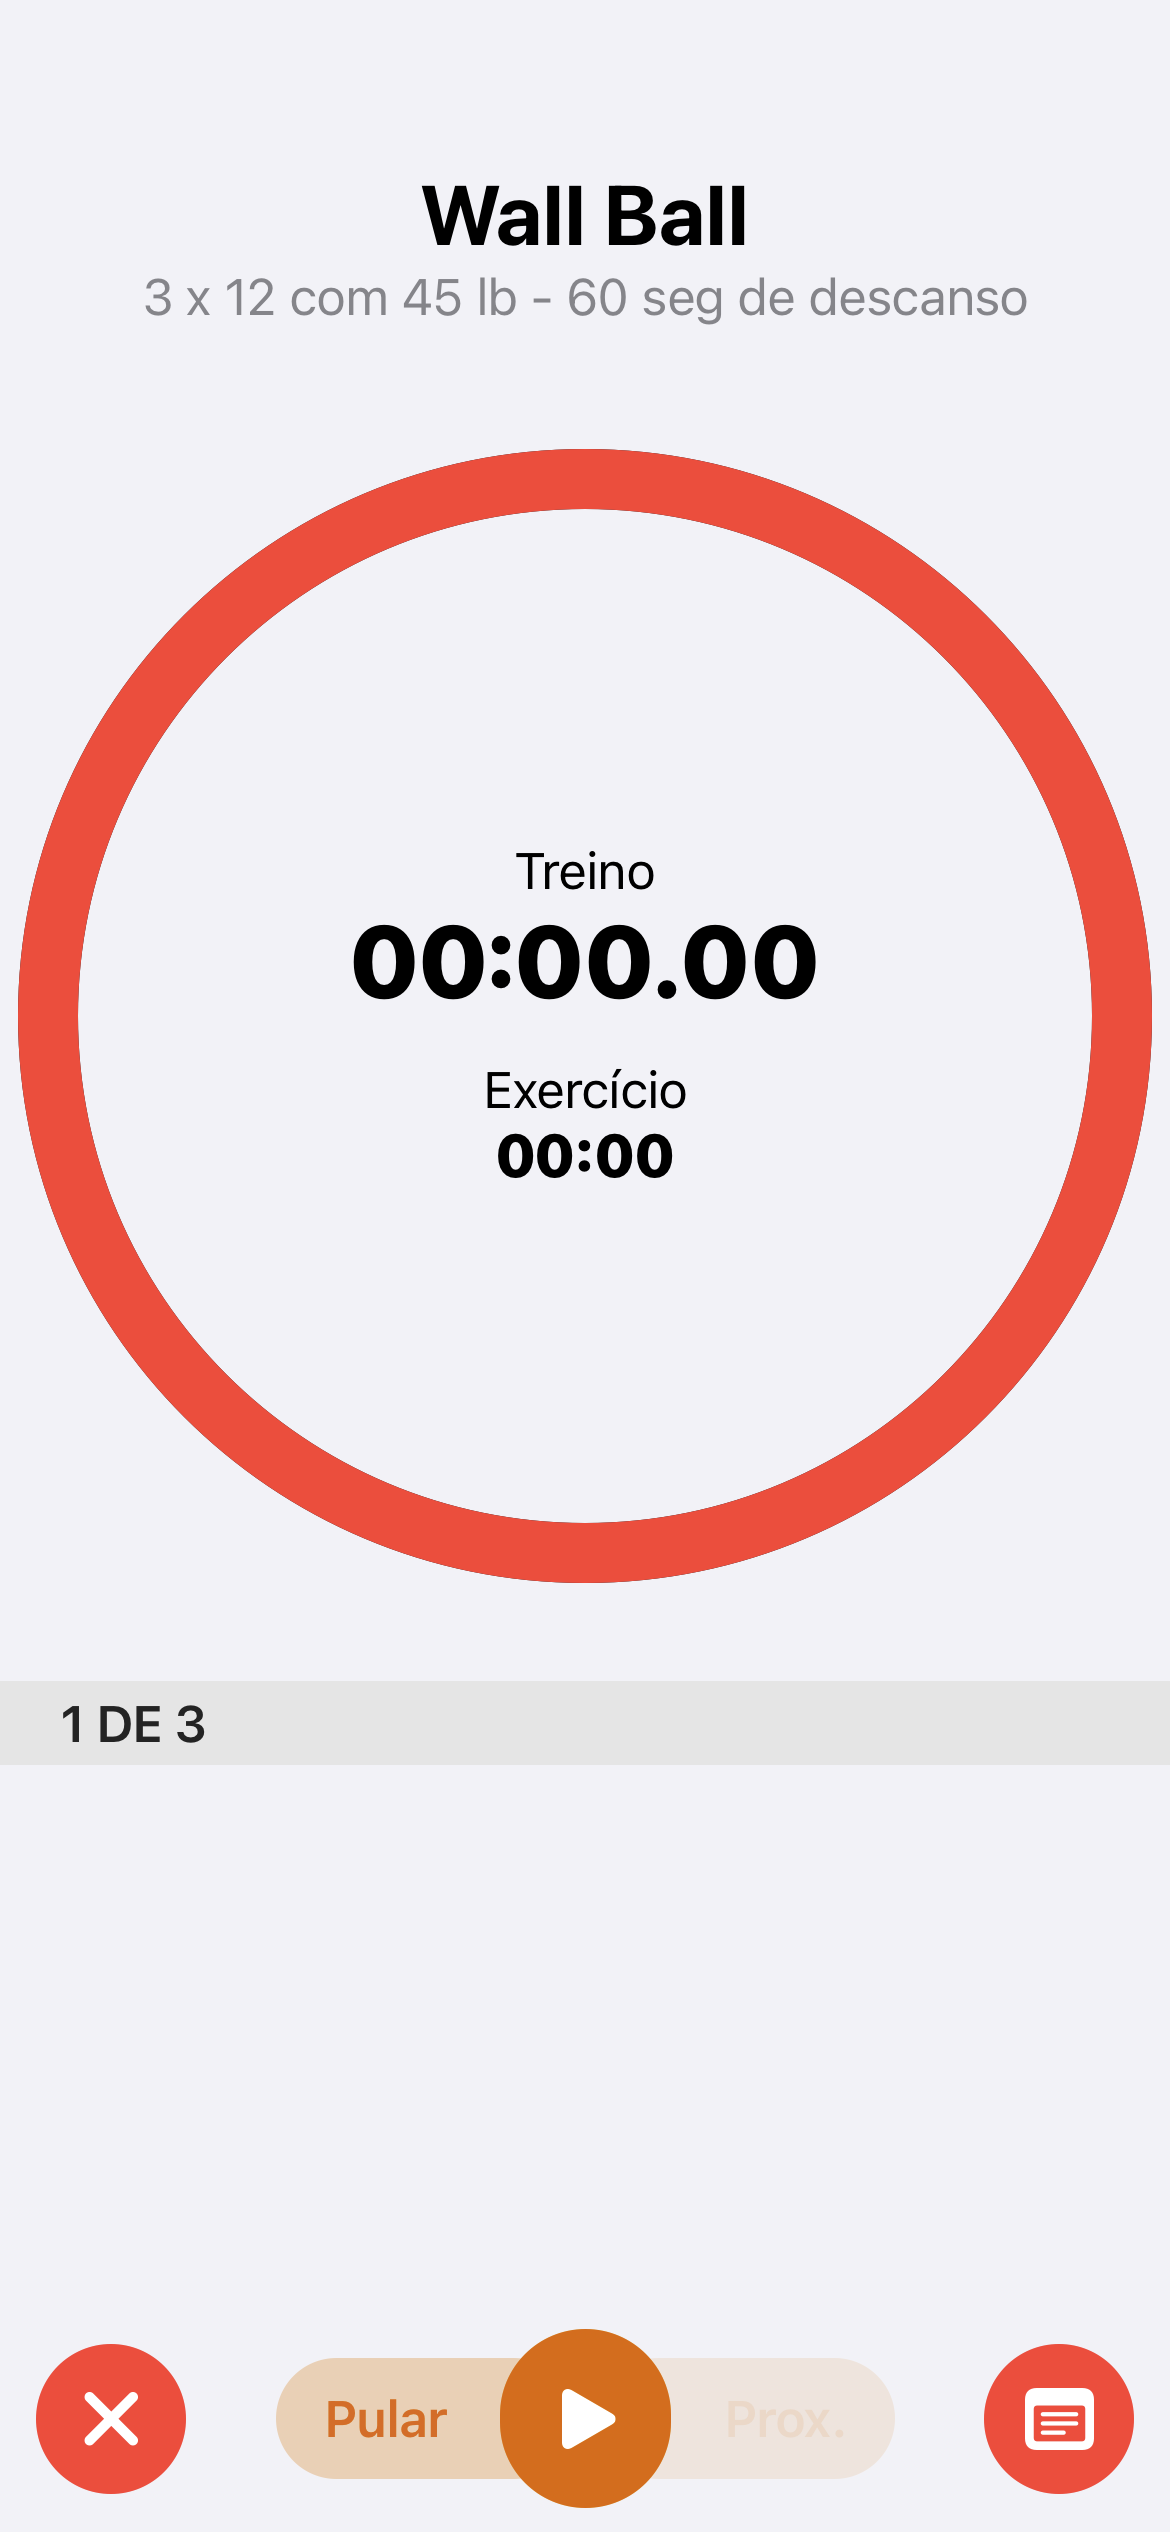 Wall Ball
3 x 12 com 45 lb - 60 seg de descanso
Treino
00:00.00
Exercício
00:00
1 DE 3
Pular
Prox.